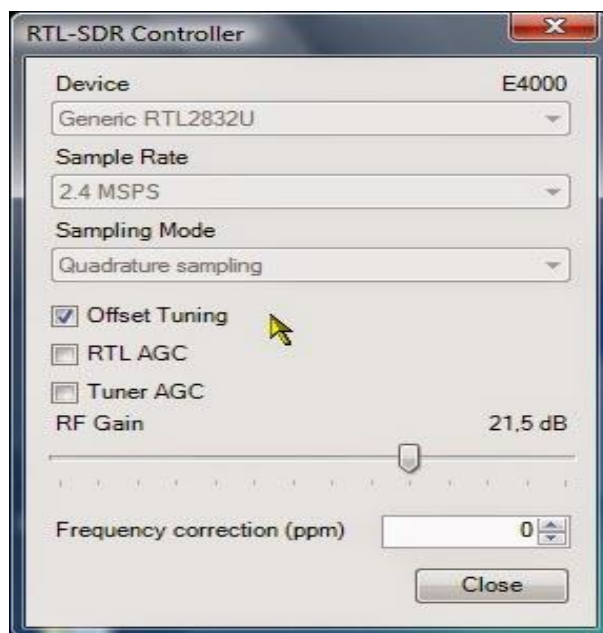 RTL-SDR Controller
Device E4000
Generic RTL2832U
Sample Rate
2.4 MSPS
Sampling Mode
Quadrature sampling
Offset Tuning
RTL AGC
Tuner AGC
RF Gain 21,5 dB
Frequency correction (ppm) 0
Close